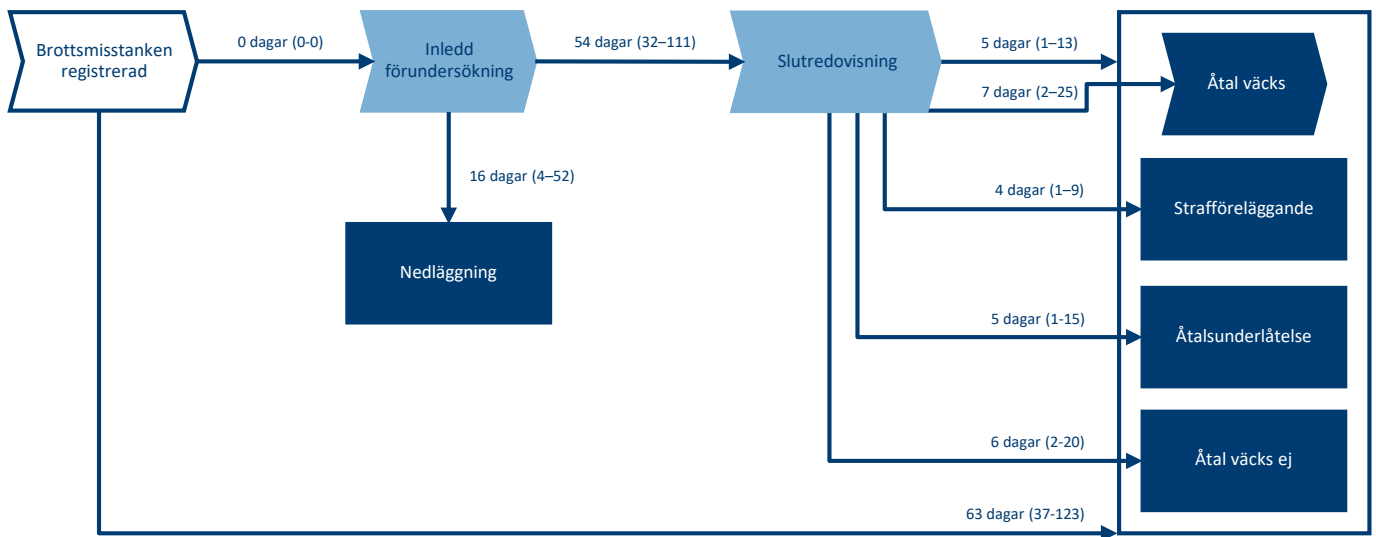 Brottsmisstanken
registrerad
0 dagar (0-0)
Inledd
förundersökning
54 dagar (32–111)
Slutredovisning
5 dagar (1–13)
7 dagar (2–25)
Åtal väcks
16 dagar (4–52)
Nedläggning
4 dagar (1–9)
Strafföreläggande
5 dagar (1-15)
Åtalsunderlåtelse
6 dagar (2-20)
Åtal väcks ej
63 dagar (37-123)